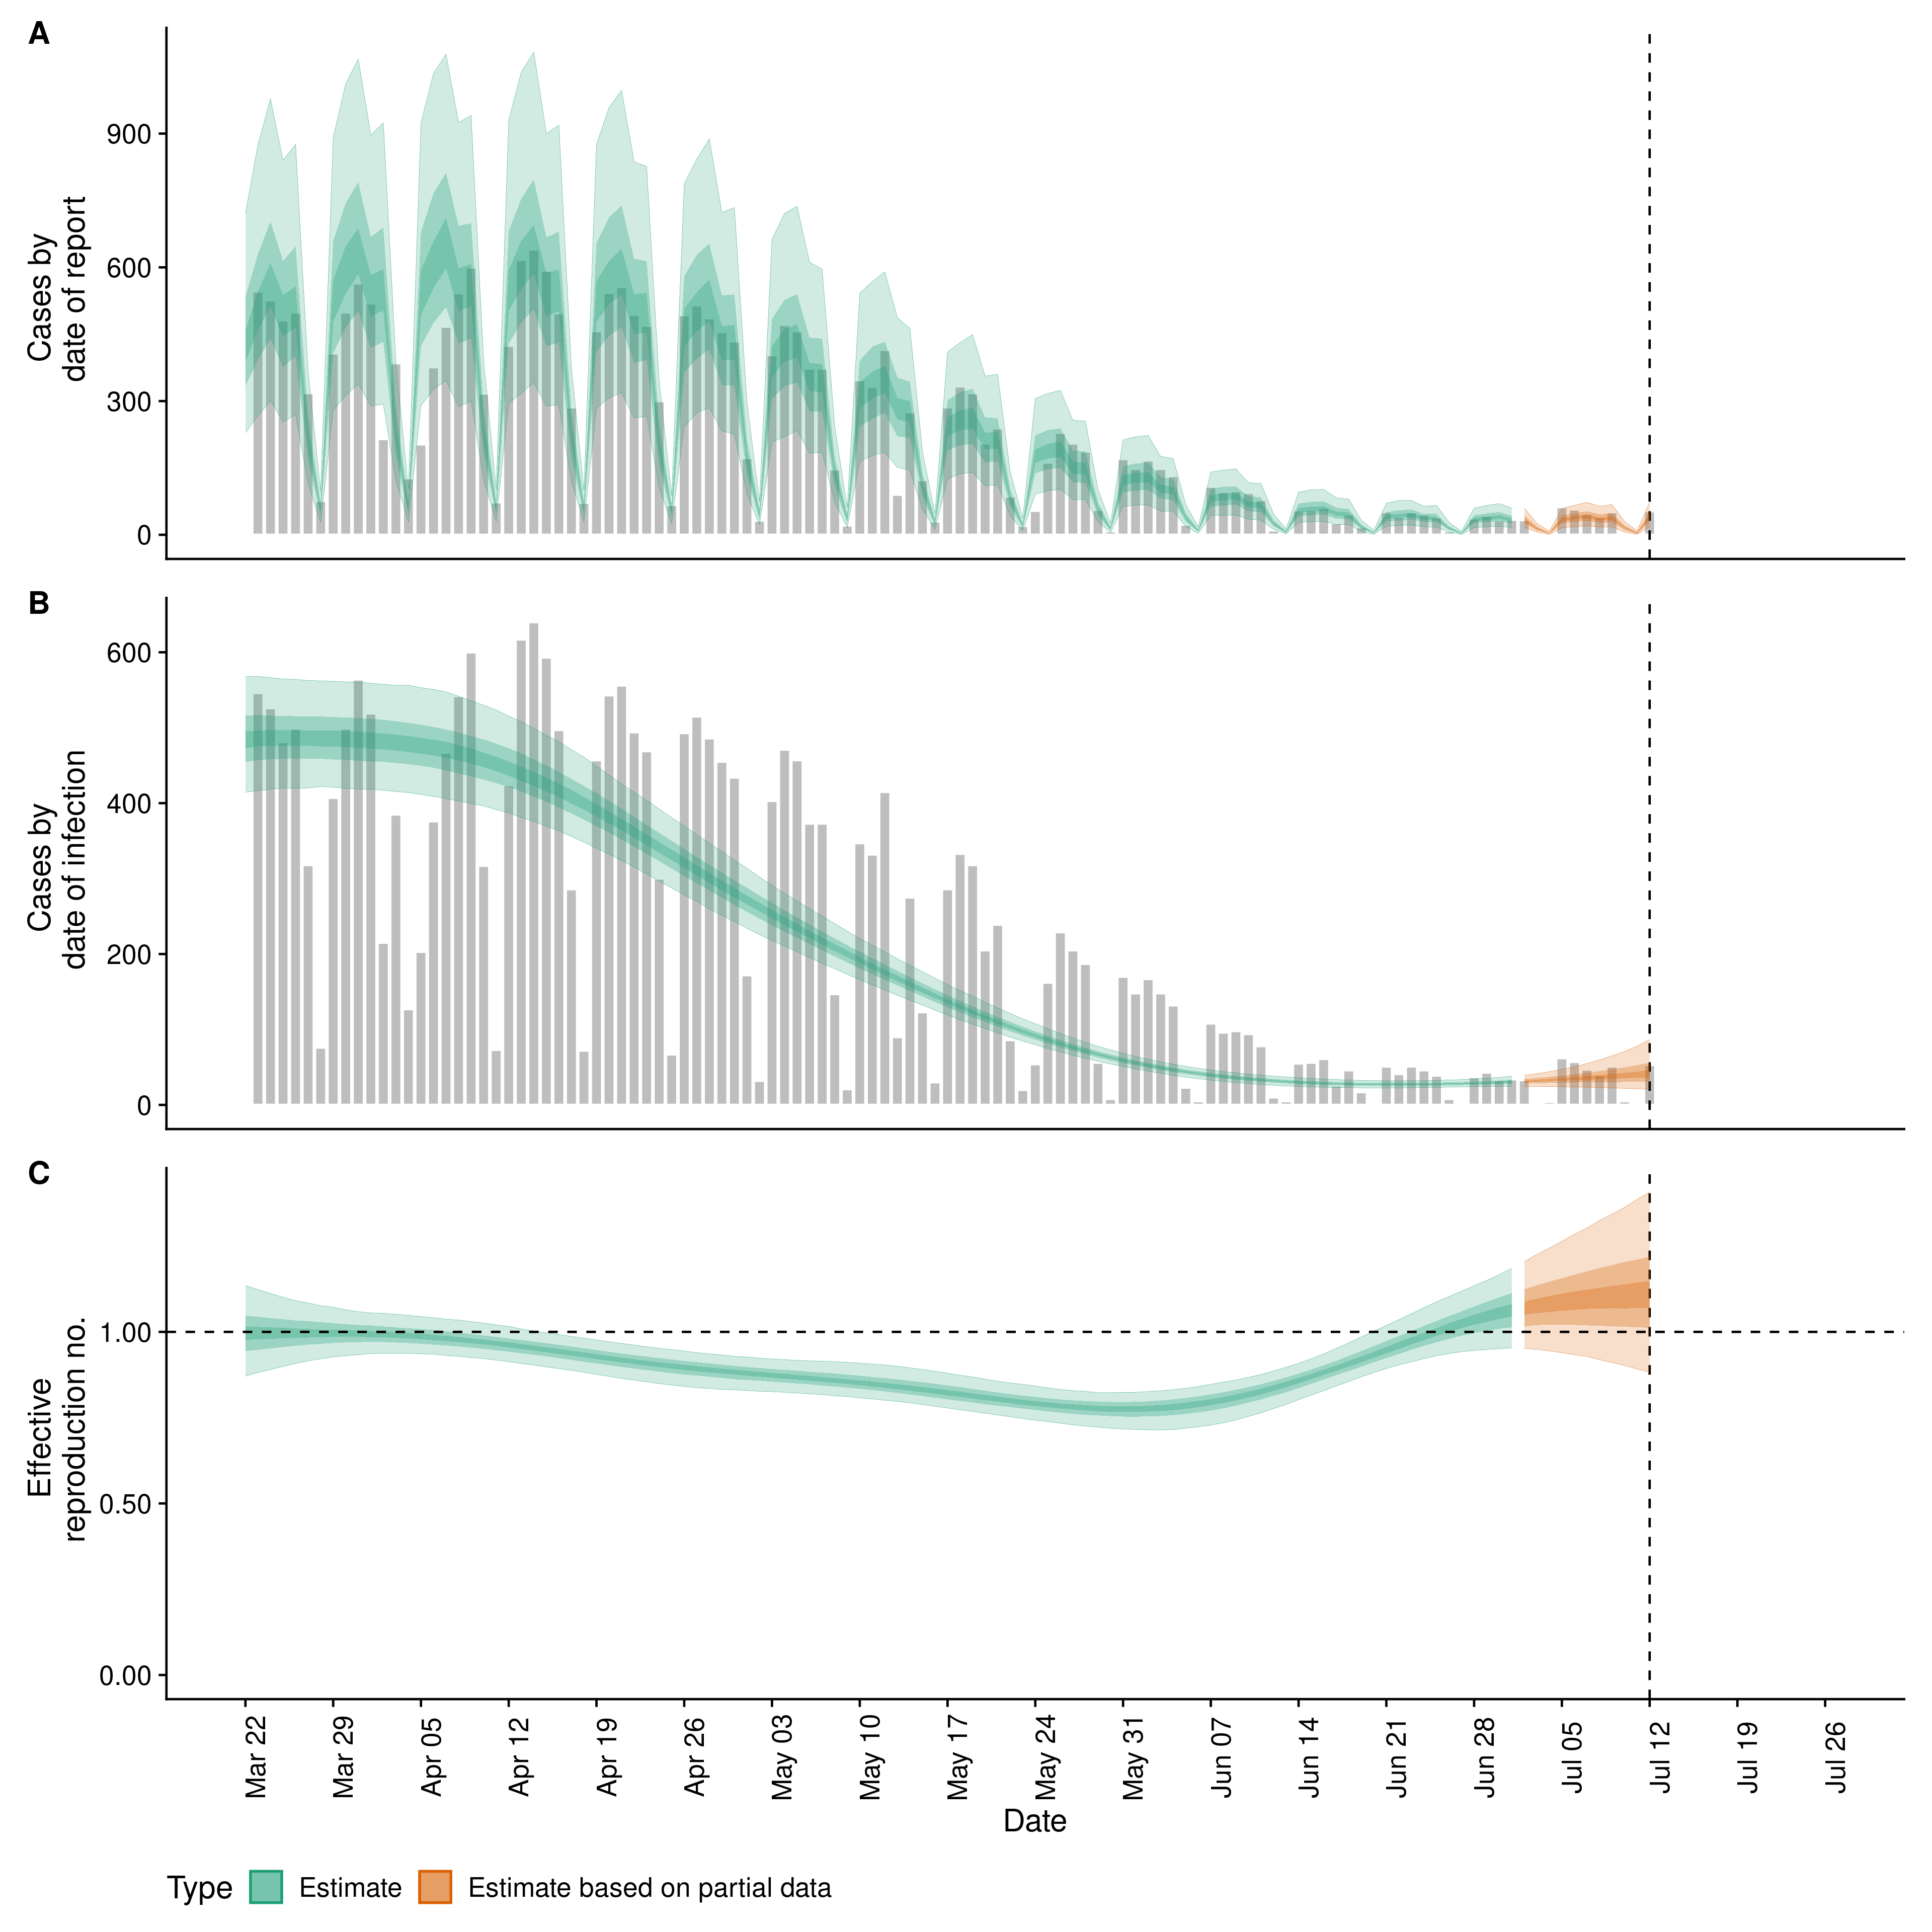 A
Cases by
date of report
900
600
300
0
B
Cases by
date of infection
600
400
200
0
C
Effective
reproduction no.
1.00
0.50
0.00
Mar 22
Mar 29
Apr 05
Apr 12
Apr 19
Apr 26
May 03
May 10
May 17
May 24
May 31
Jun 07
Jun 14
Jun 21
Jun 28
Jul 05
Jul 12
Jul 19
Jul 26
Date
Type Estimate Estimate based on partial data